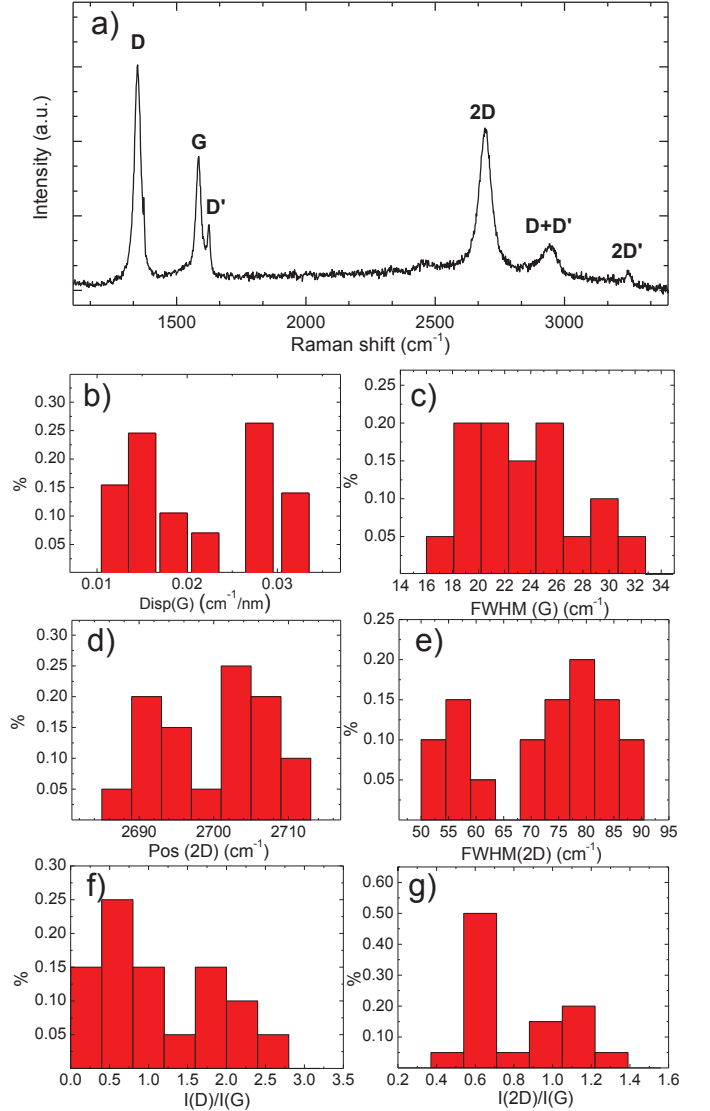 a)
D
G
D'
2D
D+D'
2D'
Intensity (a.u.)
1500 2000 2500 3000
Raman shift (cm⁻¹)
b)
0.30
0.25
0.20
0.15
0.10
0.05
%
0.01 0.02 0.03
Disp(G) (cm⁻¹/nm)
c)
0.25
0.20
0.15
0.10
0.05
%
14 16 18 20 22 24 26 28 30 32 34
FWHM (G) (cm⁻¹)
d)
0.30
0.25
0.20
0.15
0.10
0.05
%
2690 2700 2710
Pos (2D) (cm⁻¹)
e)
0.25
0.20
0.15
0.10
0.05
%
50 55 60 65 70 75 80 85 90 95
FWHM(2D) (cm⁻¹)
f)
0.30
0.25
0.20
0.15
0.10
0.05
%
0.0 0.5 1.0 1.5 2.0 2.5 3.0 3.5
I(D)/I(G)
g)
0.60
0.50
0.40
0.30
0.20
0.10
%
0.2 0.4 0.6 0.8 1.0 1.2 1.4 1.6
I(2D)/I(G)